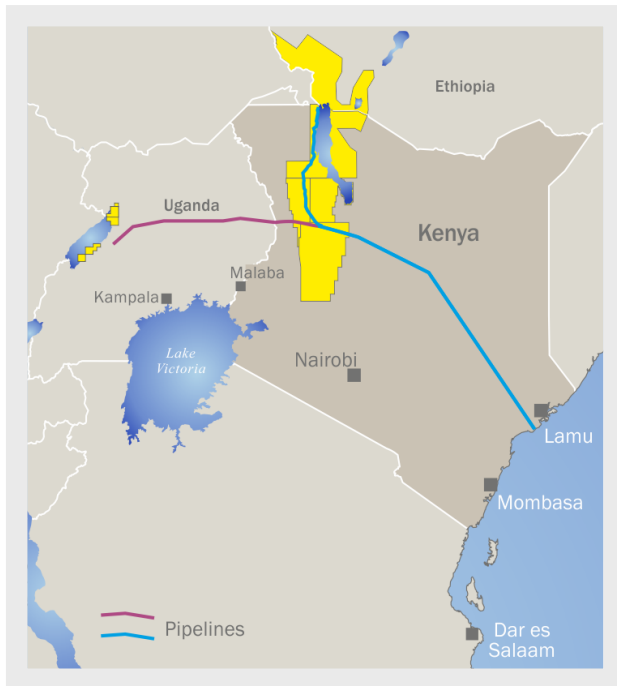 Ethiopia
Uganda
Kenya
Malaba
Kampala
Lake
Victoria
Nairobi
Lamu
Mombasa
Pipelines
Dar es
Salaam